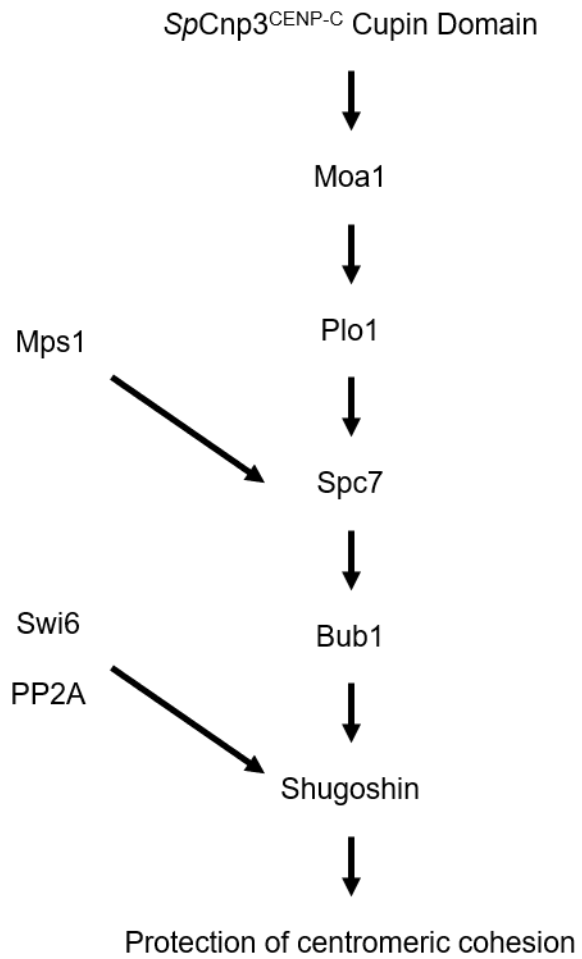 SpCnp3CENP-C Cupin Domain
Moa1
Plo1
Mps1
Spc7
Swi6
Bub1
PP2A
Shugoshin
Protection of centromeric cohesion